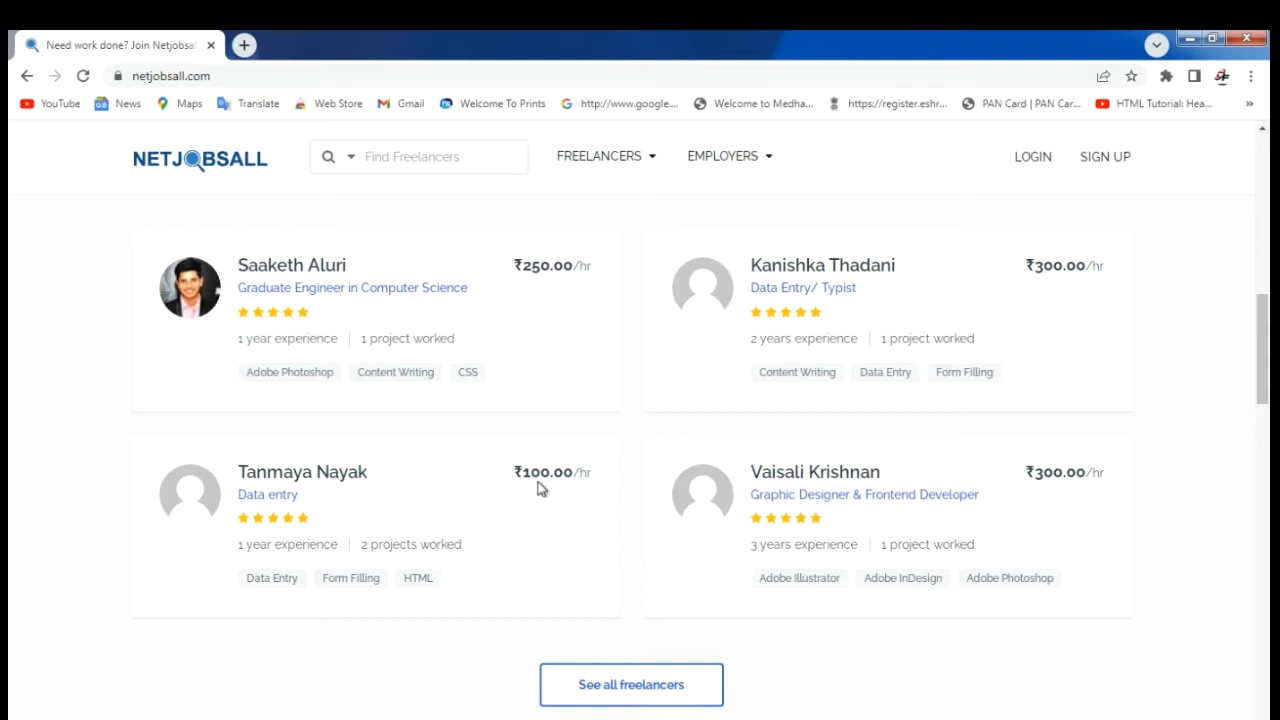 Need work done? Join Netjobsal
netjobsall.com
YouTube News Maps Translate Web Store Gmail Welcome To Prints http://www.google.... Welcome to Medha... https://register.eshr... PAN Card | PAN Car... HTML Tutorial: Hea... »
NETJOBSALL Find Freelancers FREELANCERS EMPLOYERS LOGIN SIGN UP
Saaketh Aluri ₹250.00/hr
Graduate Engineer in Computer Science
1 year experience 1 project worked
Adobe Photoshop Content Writing CSS
Kanishka Thadani ₹300.00/hr
Data Entry/ Typist
2 years experience 1 project worked
Content Writing Data Entry Form Filling
Tanmaya Nayak ₹100.00/hr
Data entry
1 year experience 2 projects worked
Data Entry Form Filling HTML
Vaisali Krishnan ₹300.00/hr
Graphic Designer & Frontend Developer
3 years experience 1 project worked
Adobe Illustrator Adobe InDesign Adobe Photoshop
See all freelancers